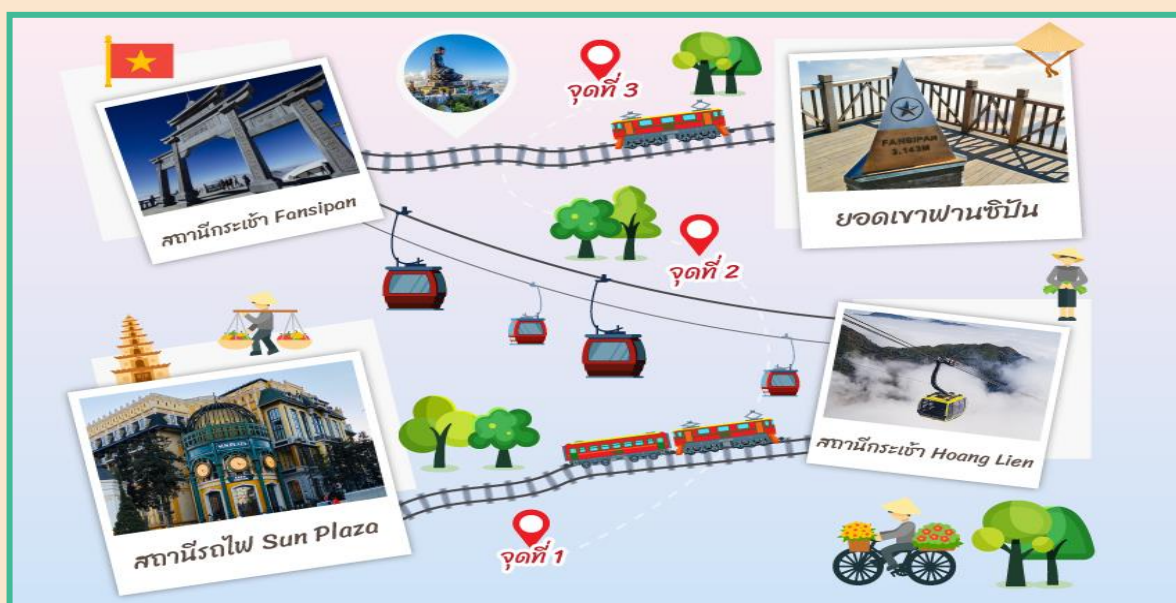 จุดที่ 3
สถานีกระเช้า Fansipan
FANSIPAN
3.143M
ยอดเขาฟานซิปัน
จุดที่ 2
สถานีรถไฟ Sun Plaza
สถานีกระเช้า Hoang Lien
จุดที่ 1